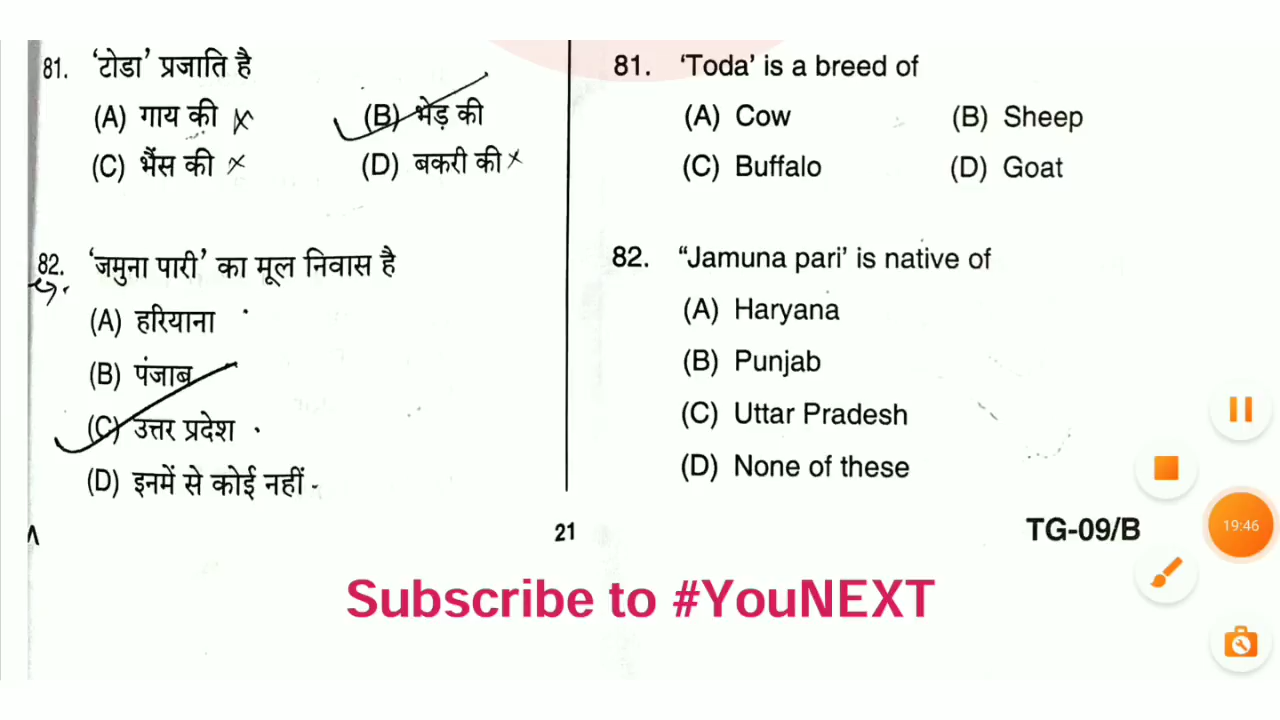 81. 'टोडा' प्रजाति है
(A) गाय की
(B) भेड़ की
(C) भैंस की
(D) बकरी की
82. 'जमुना पारी' का मूल निवास है
(A) हरियाना
(B) पंजाब
(C) उत्तर प्रदेश
(D) इनमें से कोई नहीं
81. 'Toda' is a breed of
(A) Cow
(B) Sheep
(C) Buffalo
(D) Goat
82. "Jamuna pari' is native of
(A) Haryana
(B) Punjab
(C) Uttar Pradesh
(D) None of these
21
TG-09/B
19:46
Subscribe to #YouNEXT